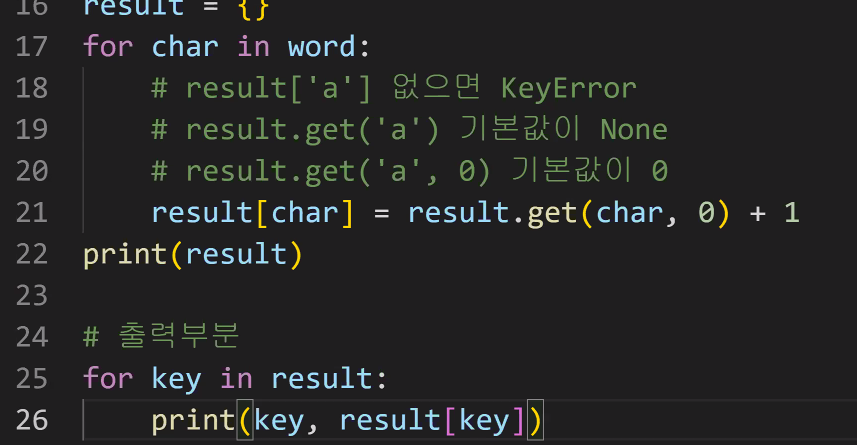 16 result = {}
17 for char in word:
18     # result['a'] 없으면 KeyError
19     # result.get('a') 기본값이 None
20     # result.get('a', 0) 기본값이 0
21     result[char] = result.get(char, 0) + 1
22 print(result)
23
24 # 출력부분
25 for key in result:
26     print(key, result[key])